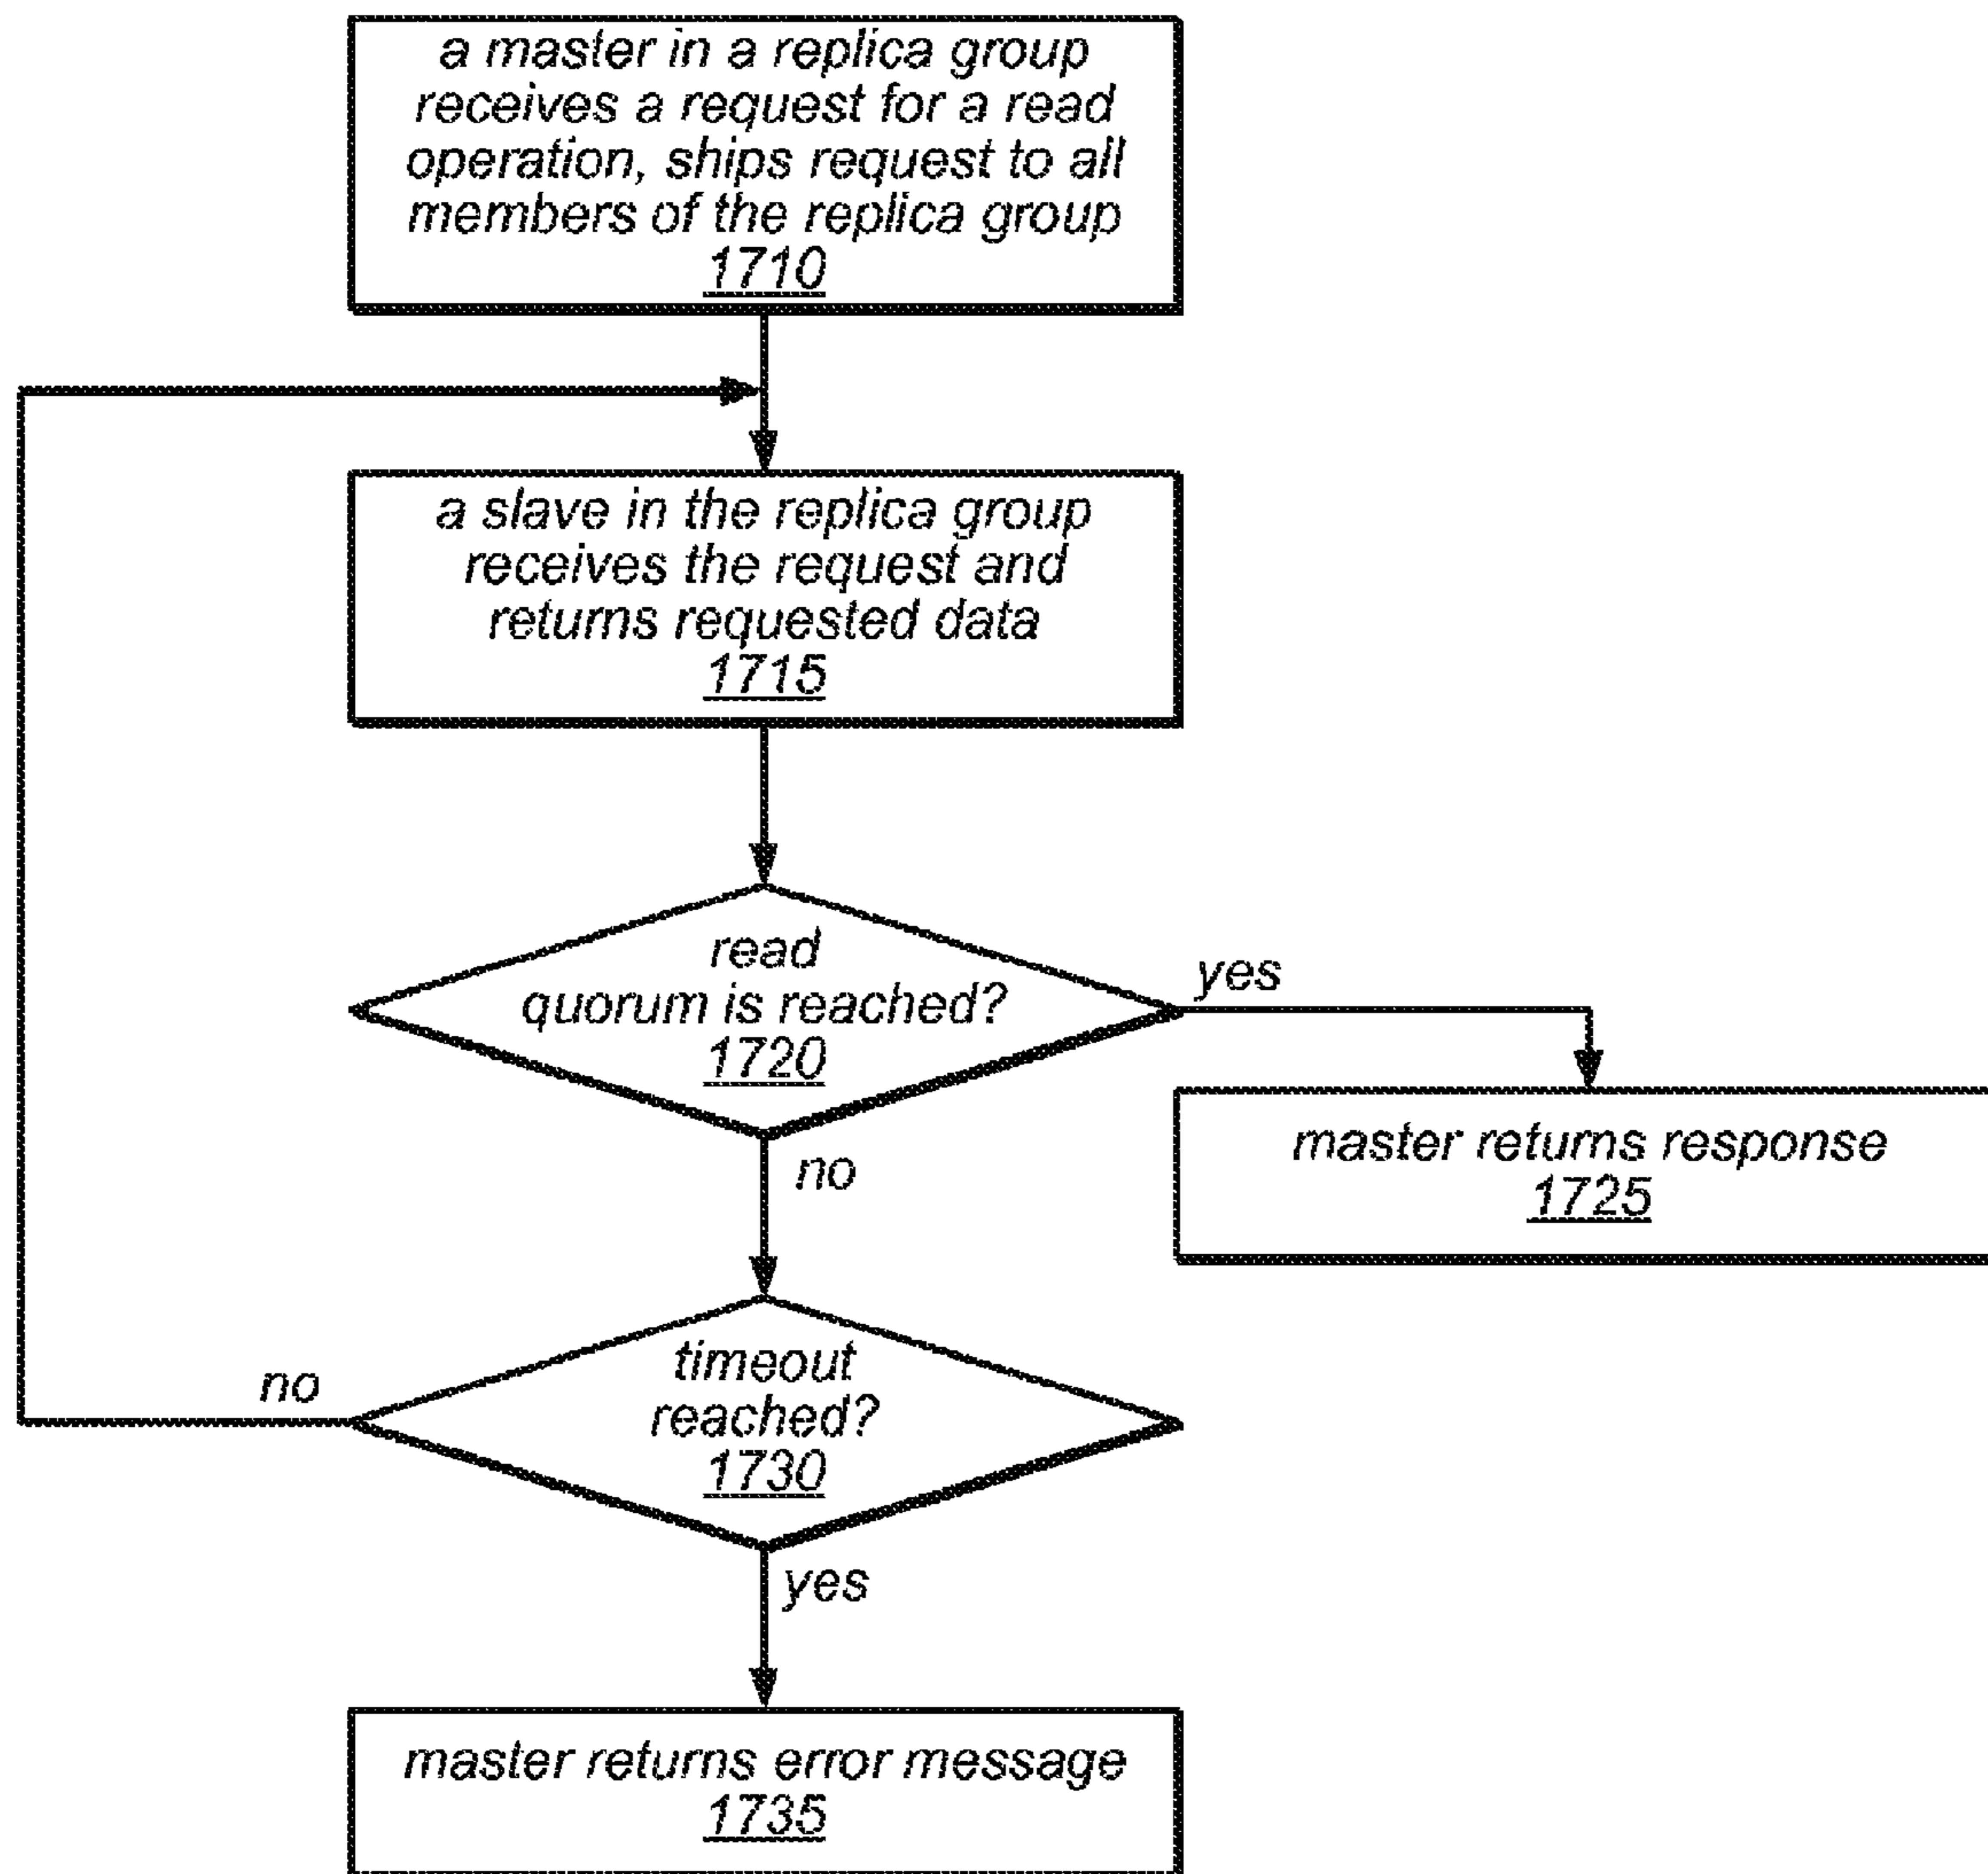 a master in a replica group
receives a request for a read
operation, ships request to all
members of the replica group
1710
a slave in the replica group
receives the request and
returns requested data
1715
read
quorum is reached?
1720
yes
no
master returns response
1725
timeout
reached?
1730
no
yes
master returns error message
1735